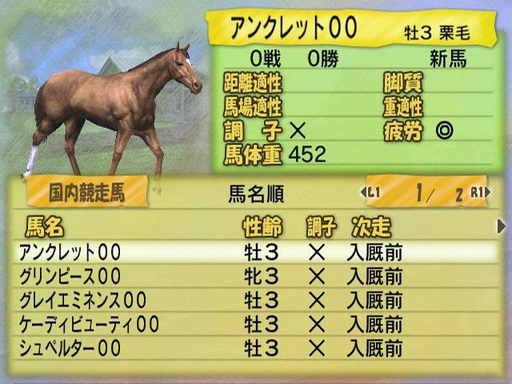 アンクレット００ 牡３ 栗毛
０戦 ０勝 新馬
距離適性 脚質
馬場適性 重適性
調子 × 疲労 ◎
馬体重 452
国内競走馬 馬名順 L1 1/2 R1
馬名 性齢 調子 次走
アンクレット００ 牡３ × 入厩前
グリンピース００ 牝３ × 入厩前
グレイエミネンス００ 牡３ × 入厩前
ケーディビューティ００ 牡３ × 入厩前
シュペルター００ 牡３ × 入厩前